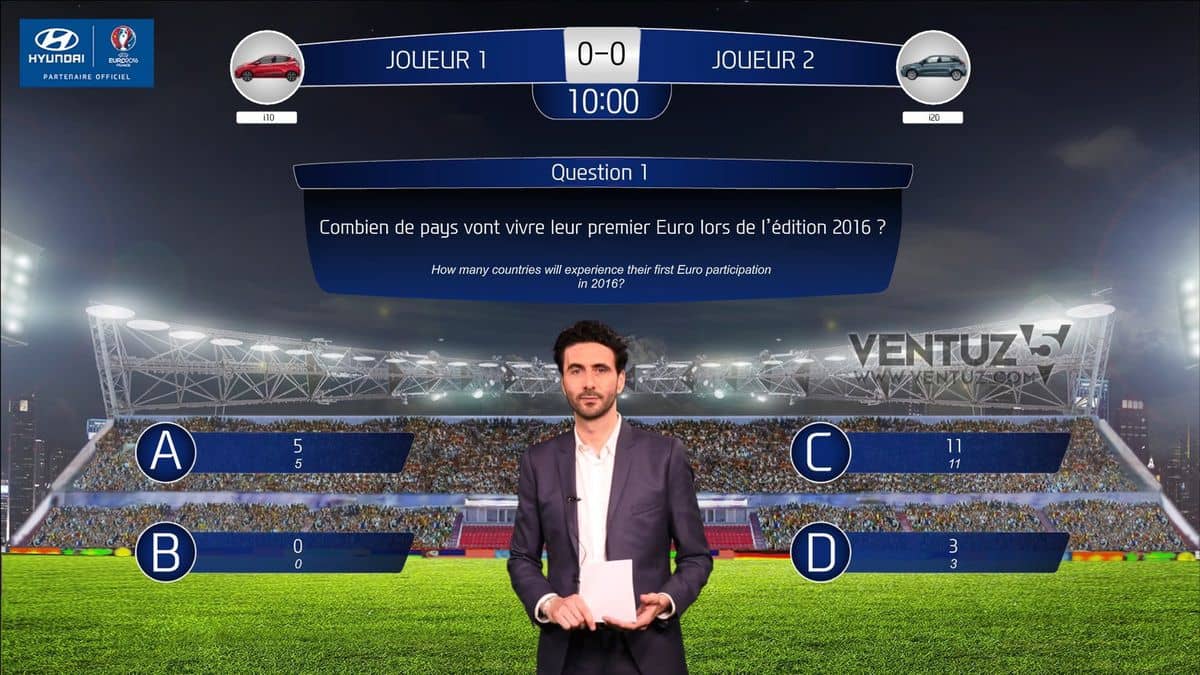 HYUNDAI
UEFA
EURO2016
FRANCE
PARTENAIRE OFFICIEL
JOUEUR 1
0-0
JOUEUR 2
10:00
i10
i20
Question 1
Combien de pays vont vivre leur premier Euro lors de l'édition 2016 ?
How many countries will experience their first Euro participation
in 2016?
VENTUZ 5
WWW.VENTUZ.COM
A
5
5
C
11
11
B
0
0
D
3
3